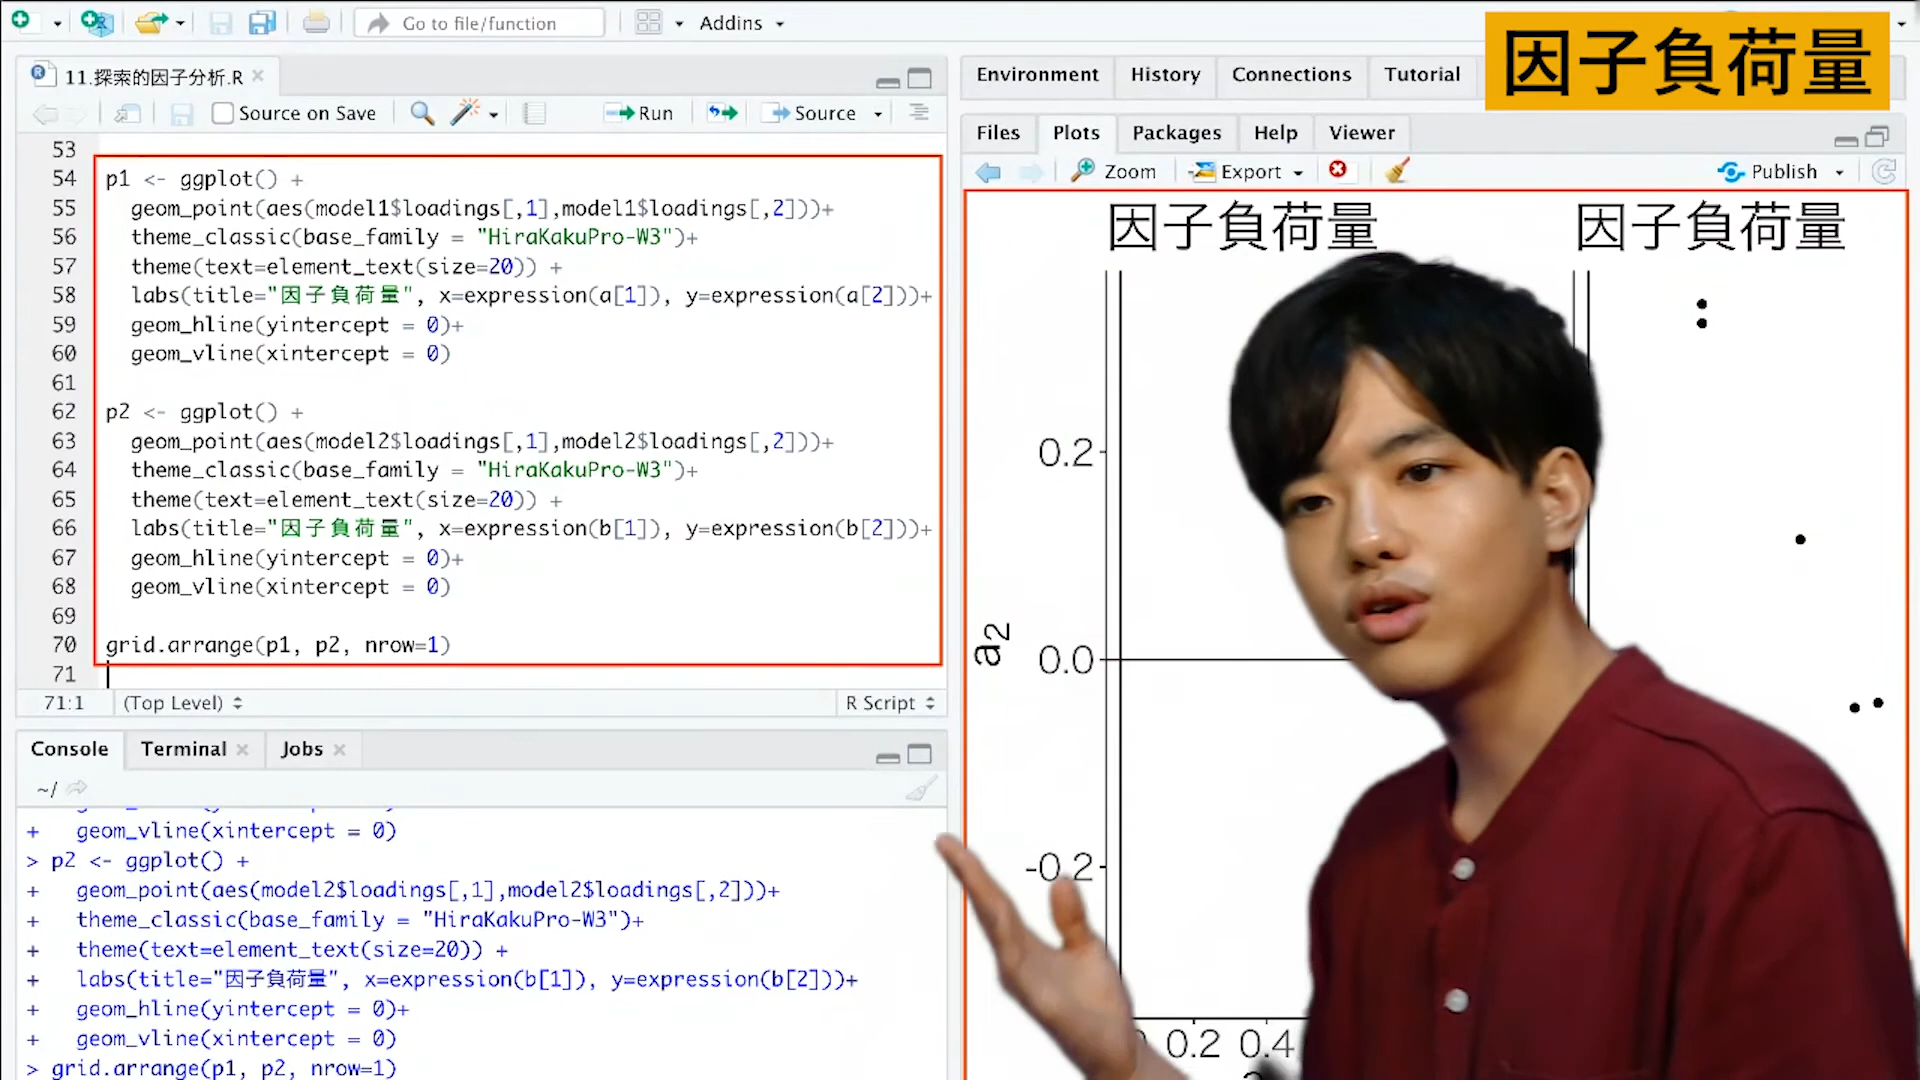 Go to file/function
Addins
因子負荷量
11.探索的因子分析.R
Source on Save
Run
Source
53
54 p1 <- ggplot() +
55 geom_point(aes(model1$loadings[,1],model1$loadings[,2]))+
56 theme_classic(base_family = "HiraKakuPro-W3")+
57 theme(text=element_text(size=20)) +
58 labs(title="因子負荷量", x=expression(a[1]), y=expression(a[2]))+
59 geom_hline(yintercept = 0)+
60 geom_vline(xintercept = 0)
61
62 p2 <- ggplot() +
63 geom_point(aes(model2$loadings[,1],model2$loadings[,2]))+
64 theme_classic(base_family = "HiraKakuPro-W3")+
65 theme(text=element_text(size=20)) +
66 labs(title="因子負荷量", x=expression(b[1]), y=expression(b[2]))+
67 geom_hline(yintercept = 0)+
68 geom_vline(xintercept = 0)
69
70 grid.arrange(p1, p2, nrow=1)
71
71:1 (Top Level) R Script
Console Terminal Jobs
~/
+ geom_vline(xintercept = 0)
> p2 <- ggplot() +
+ geom_point(aes(model2$loadings[,1],model2$loadings[,2]))+
+ theme_classic(base_family = "HiraKakuPro-W3")+
+ theme(text=element_text(size=20)) +
+ labs(title="因子負荷量", x=expression(b[1]), y=expression(b[2]))+
+ geom_hline(yintercept = 0)+
+ geom_vline(xintercept = 0)
> grid.arrange(p1, p2, nrow=1)
Environment History Connections Tutorial
Files Plots Packages Help Viewer
Zoom Export Publish
因子負荷量 因子負荷量
0.2
a2
0.0
-0.2
0.2 0.4